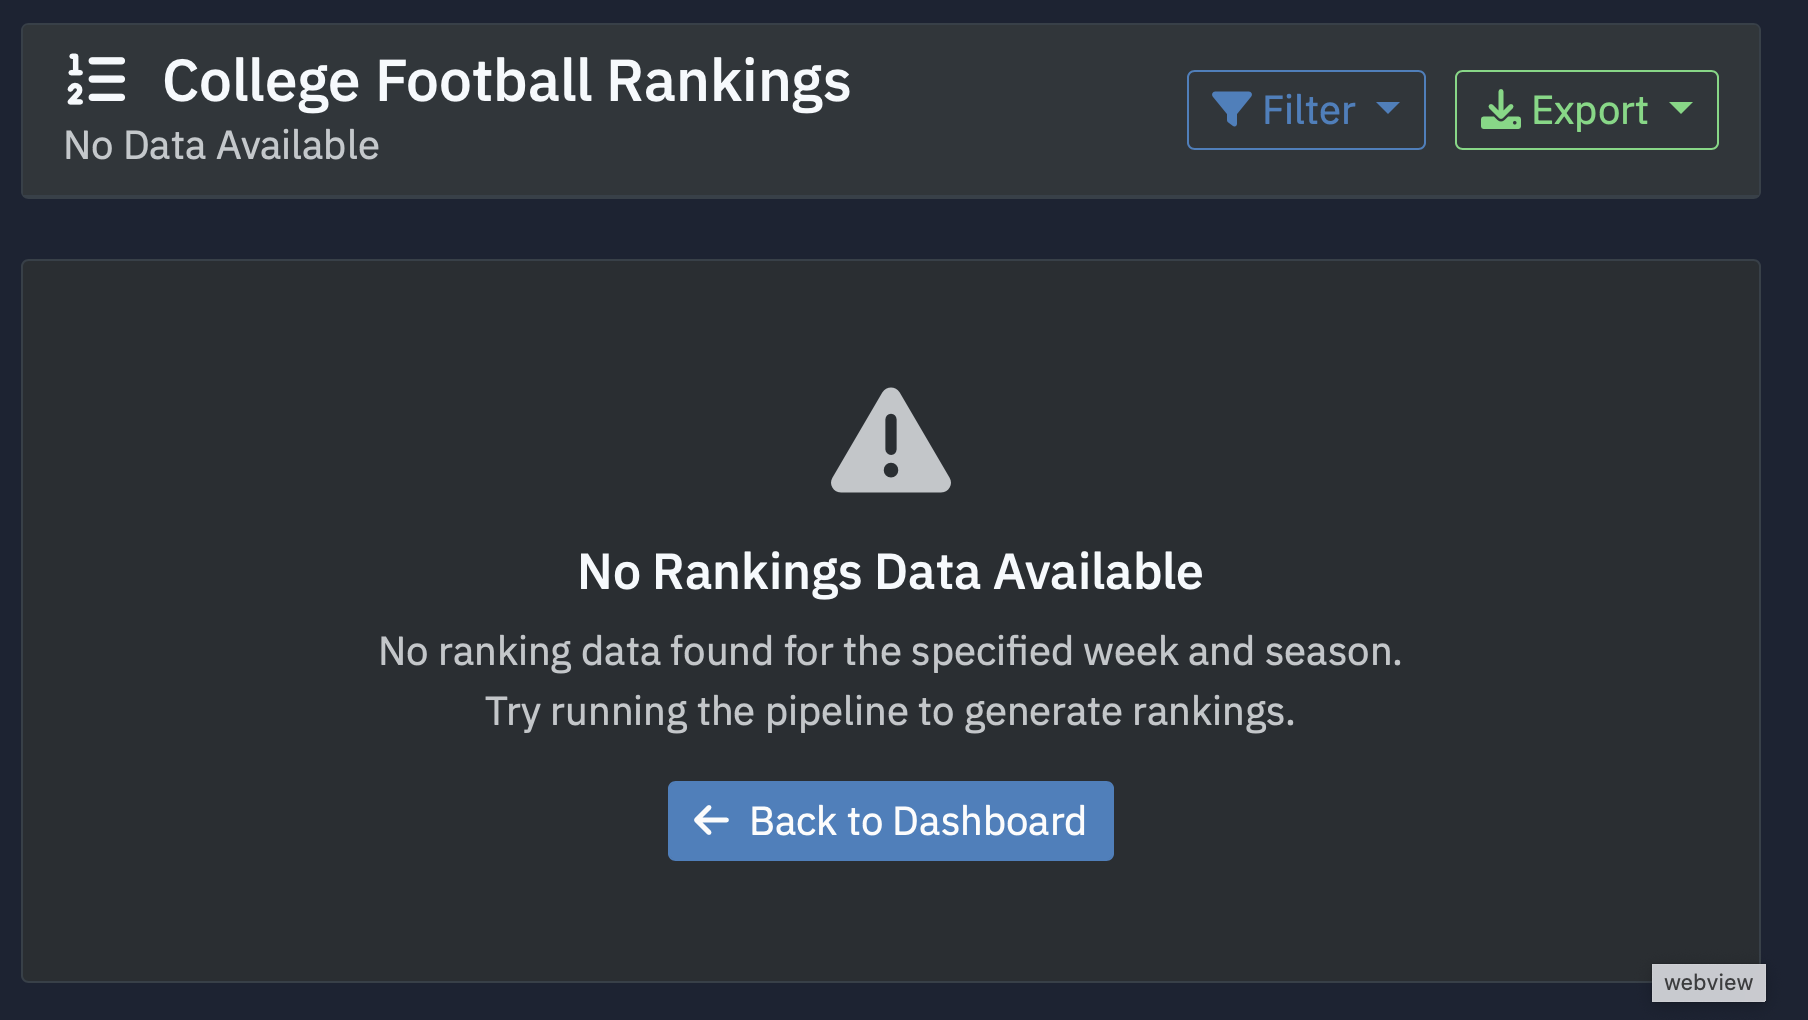 College Football Rankings
No Data Available
Filter
Export
No Rankings Data Available
No ranking data found for the specified week and season.
Try running the pipeline to generate rankings.
Back to Dashboard
webview